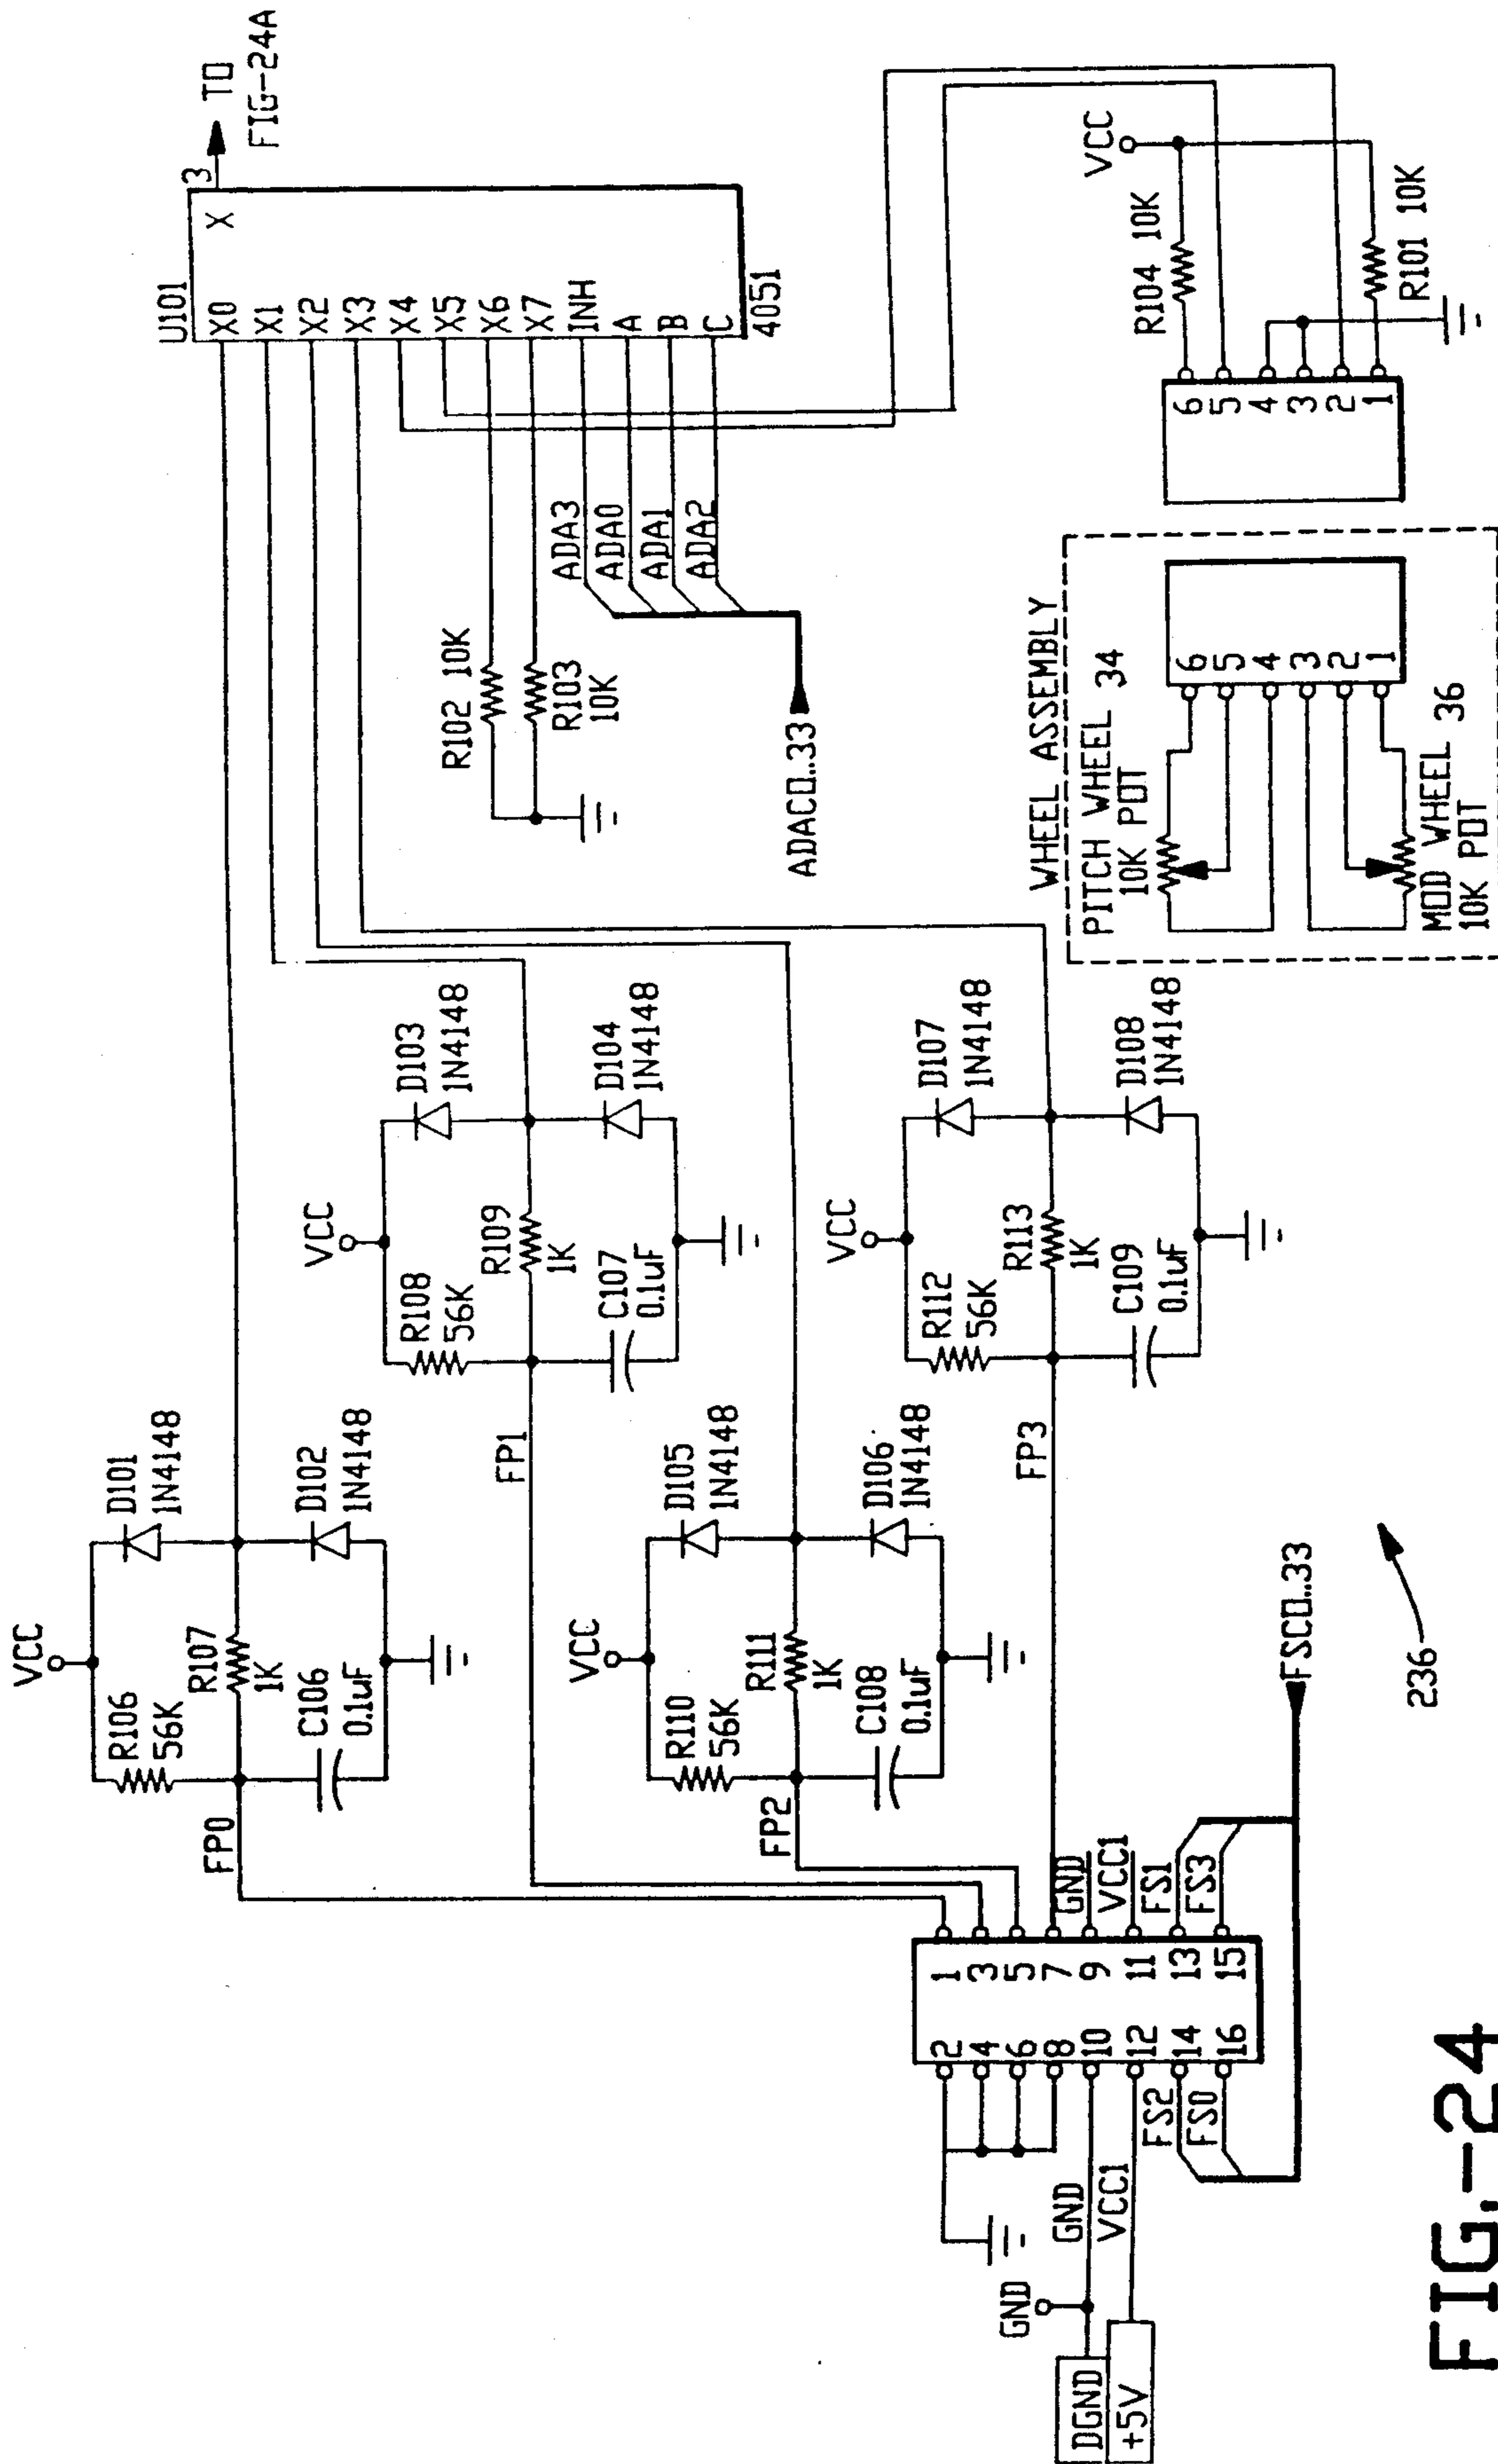 VCC
R106
56K
D101
1N4148
R107
1K
C106
0.1uF
D102
1N4148
FP0
VCC
R108
56K
D103
1N4148
R109
1K
C107
0.1uF
D104
1N4148
FP1
VCC
R110
56K
D105
1N4148
R111
1K
C108
0.1uF
D106
1N4148
FP2
VCC
R112
56K
D107
1N4148
R113
1K
C109
0.1uF
D108
1N4148
FP3
U101
X0
X1
X2
X3
X4
X5
X6
X7
INH
A
B
C
X
3
4051
TO
FIG-24A
R102 10K
R103
10K
ADA3
ADA0
ADA1
ADA2
ADAC0..33
2 1
4 3
6 5
8 7
10 9
12 11
14 13
16 15
GND
VCC1
FS1
FS3
GND
GND
VCC1
FS2
FS0
DGND
+5V
FSC0..33
236
WHEEL ASSEMBLY
PITCH WHEEL 34
10K POT
6
5
4
3
2
1
MOD WHEEL 36
10K POT
6
5
4
3
2
1
VCC
R104 10K
R101 10K
FIG.-24